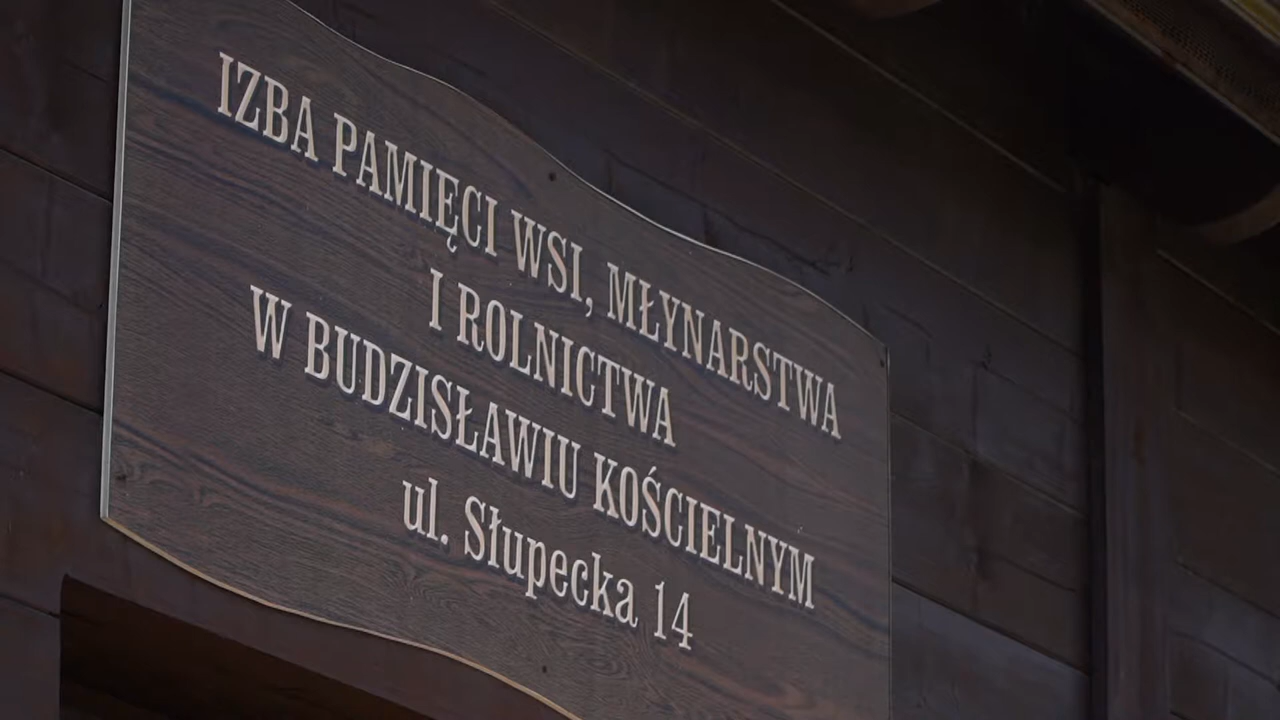 IZBA PAMIĘCI WSI, MŁYNARSTWA
I ROLNICTWA
W BUDZISŁAWIU KOŚCIELNYM
ul. Słupecka 14